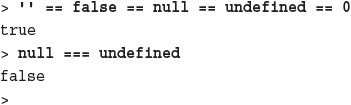 > '' == false == null == undefined == 0
true
> null === undefined
false
>